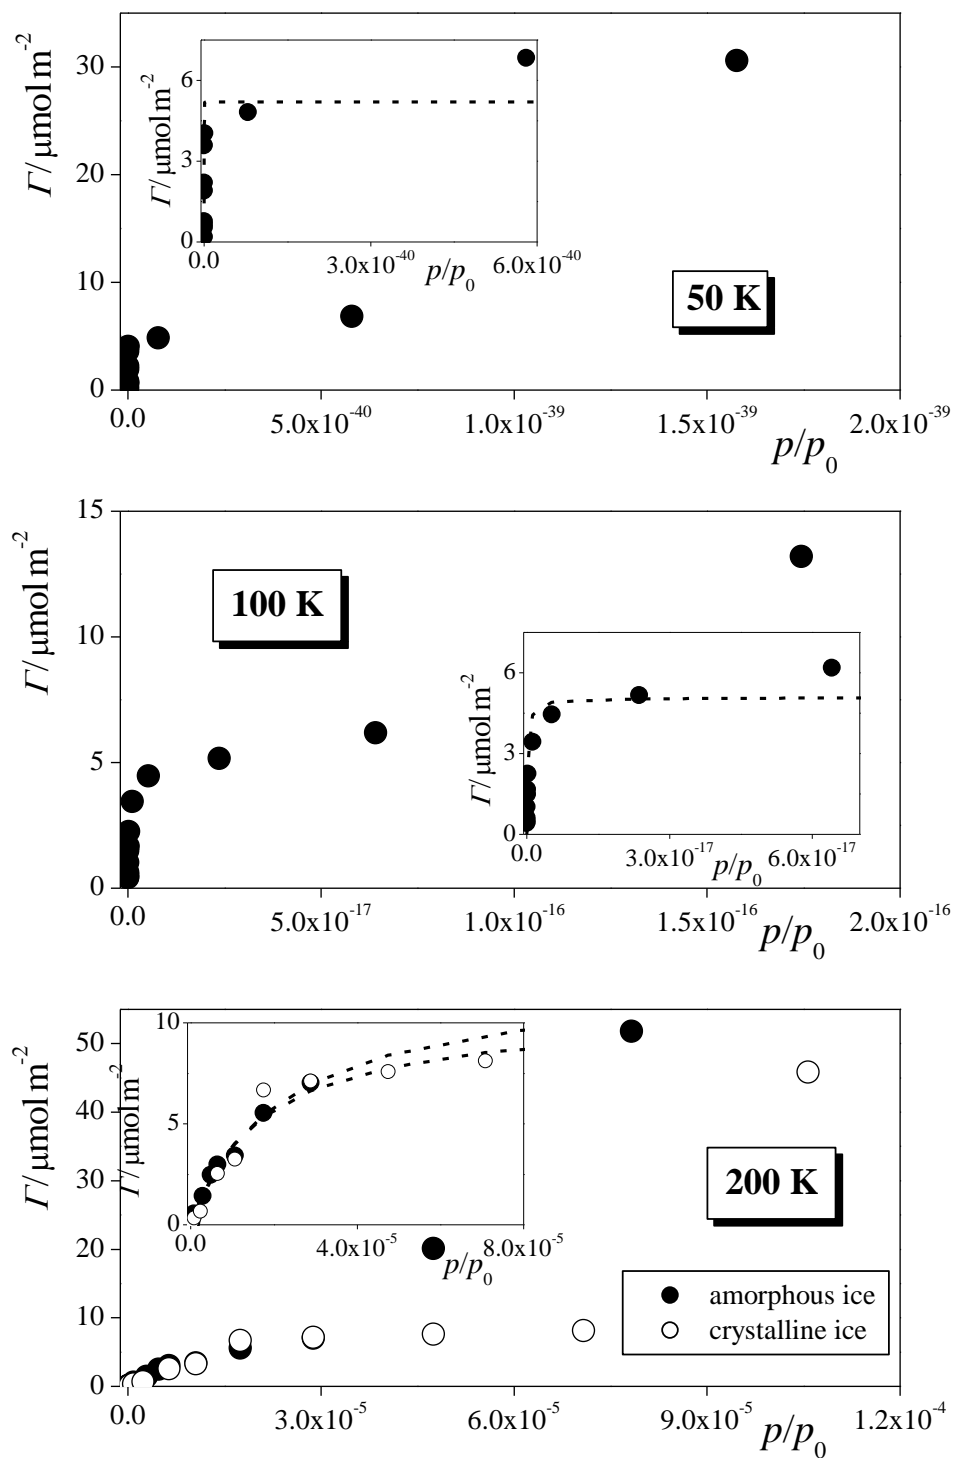 Γ/μmol m⁻²
30
20
10
0
0.0 5.0x10⁻⁴⁰ 1.0x10⁻³⁹ 1.5x10⁻³⁹ 2.0x10⁻³⁹
p/p₀
50 K
Γ/μmol m⁻²
6
3
0
0.0 3.0x10⁻⁴⁰ 6.0x10⁻⁴⁰
p/p₀
Γ/μmol m⁻²
15
10
5
0
0.0 5.0x10⁻¹⁷ 1.0x10⁻¹⁶ 1.5x10⁻¹⁶ 2.0x10⁻¹⁶
p/p₀
100 K
Γ/μmol m⁻²
6
3
0
0.0 3.0x10⁻¹⁷ 6.0x10⁻¹⁷
p/p₀
Γ/μmol m⁻²
50
40
30
20
10
0
0.0 3.0x10⁻⁵ 6.0x10⁻⁵ 9.0x10⁻⁵ 1.2x10⁻⁴
p/p₀
200 K
amorphous ice
crystalline ice
Γ/μmol m⁻²
10
5
0
0.0 4.0x10⁻⁵ 8.0x10⁻⁵
p/p₀